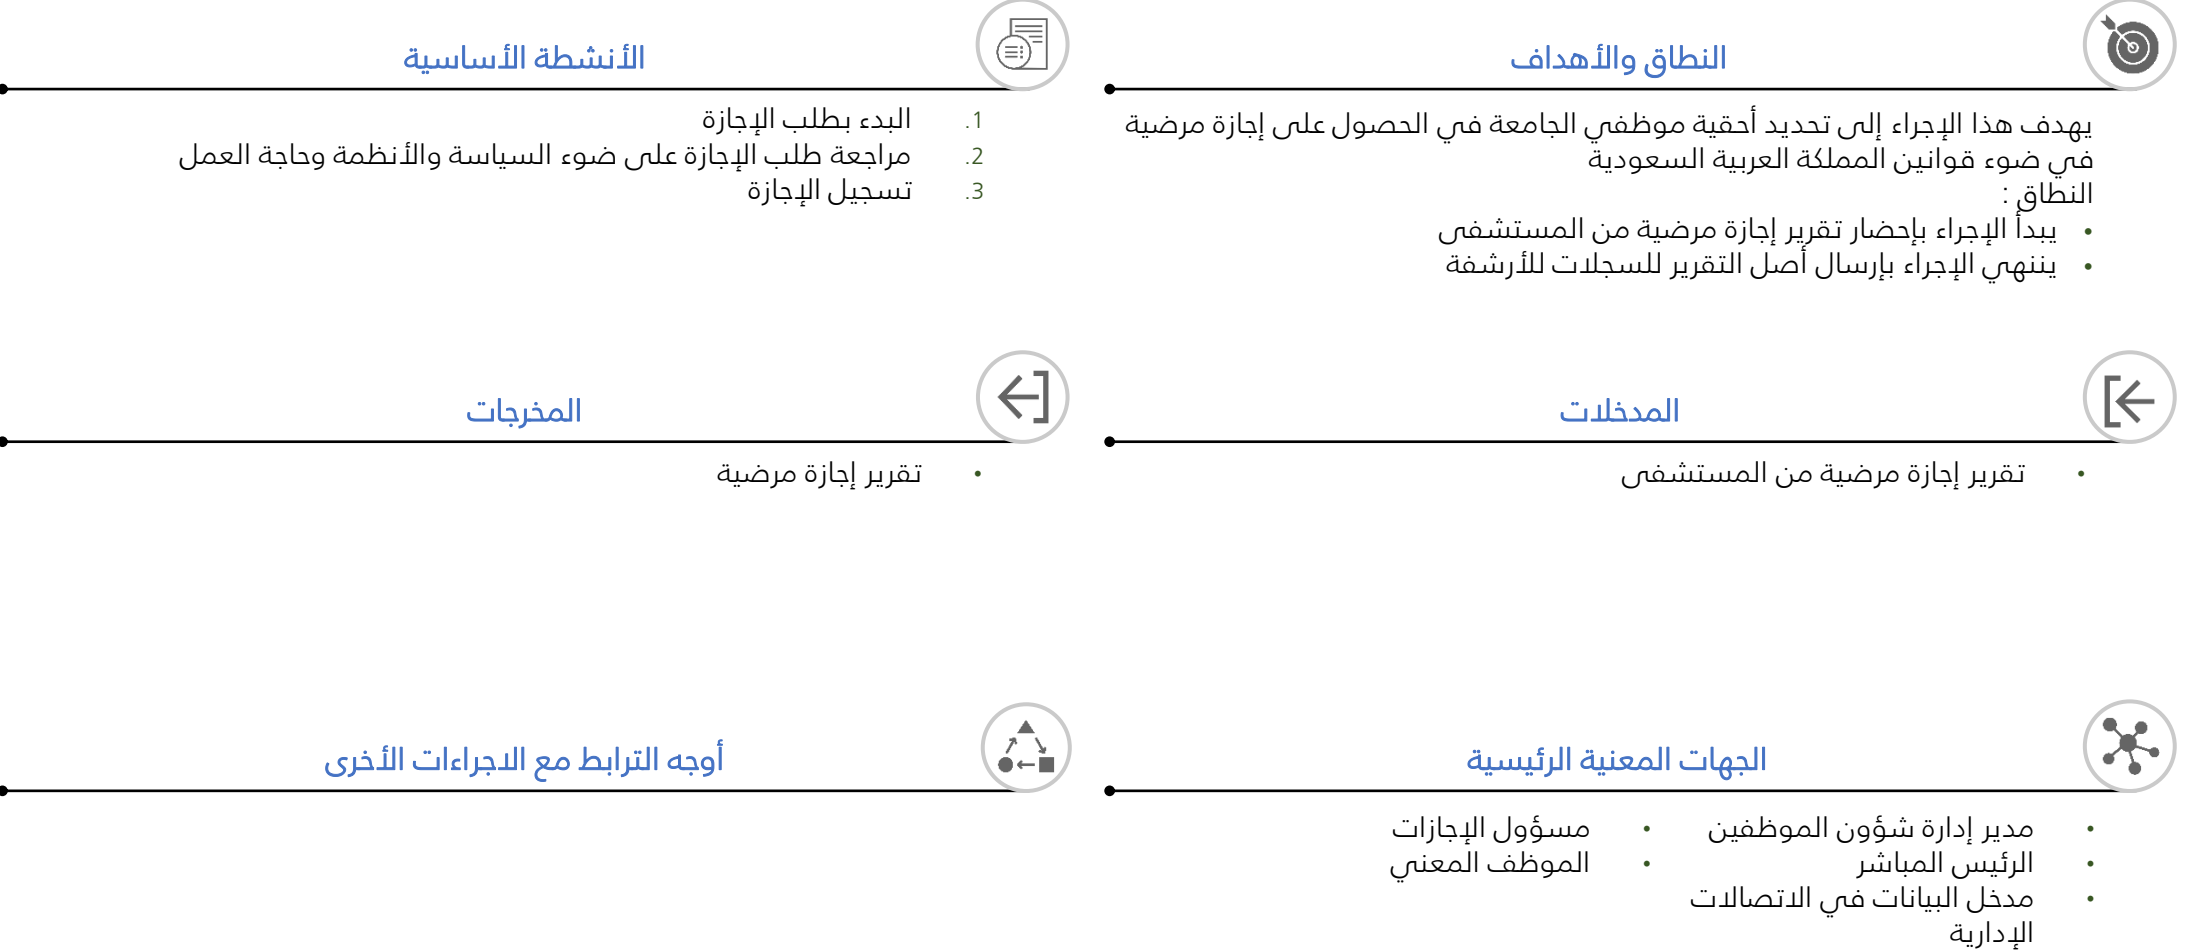 النطاق والأهداف
يهدف هذا الإجراء إلى تحديد أحقية موظفي الجامعة في الحصول على إجازة مرضية
في ضوء قوانين المملكة العربية السعودية
النطاق :
• يبدأ الإجراء بإحضار تقرير إجازة مرضية من المستشفى
• يننهي الإجراء بإرسال أصل التقرير للسجلات للأرشفة
الأنشطة الأساسية
1. البدء بطلب الإجازة
2. مراجعة طلب الإجازة على ضوء السياسة والأنظمة وحاجة العمل
3. تسجيل الإجازة
المدخلات
• تقرير إجازة مرضية من المستشفى
المخرجات
• تقرير إجازة مرضية
الجهات المعنية الرئيسية
• مدير إدارة شؤون الموظفين
• الرئيس المباشر
• مدخل البيانات في الاتصالات
الإدارية
• مسؤول الإجازات
• الموظف المعني
أوجه الترابط مع الاجراءات الأخرى